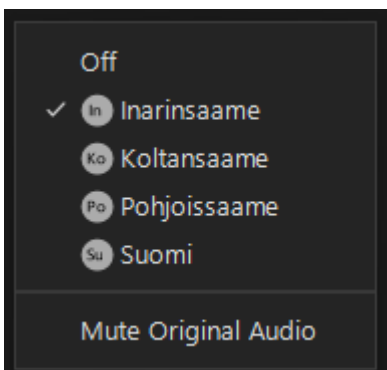 Off
In Inarinsaame
Ko Koltansaame
Po Pohjoissaame
Su Suomi
Mute Original Audio